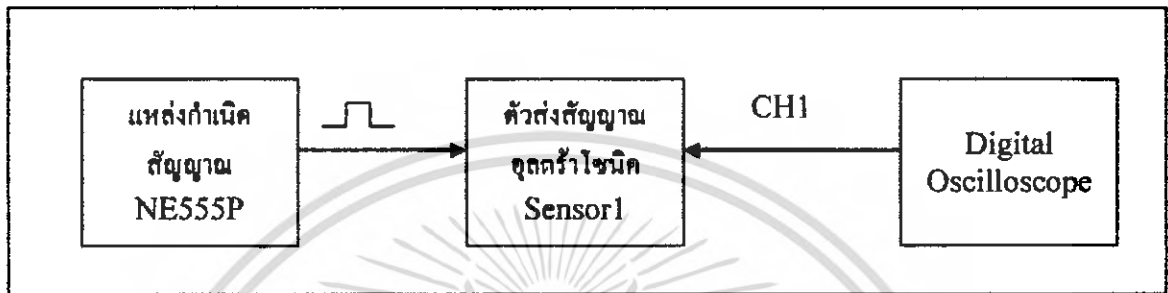 แหล่งกำเนิด
สัญญาณ
NE555P
ตัวส่งสัญญาณ
อุลตร้าโซนิค
Sensor1
CH1
Digital
Oscilloscope